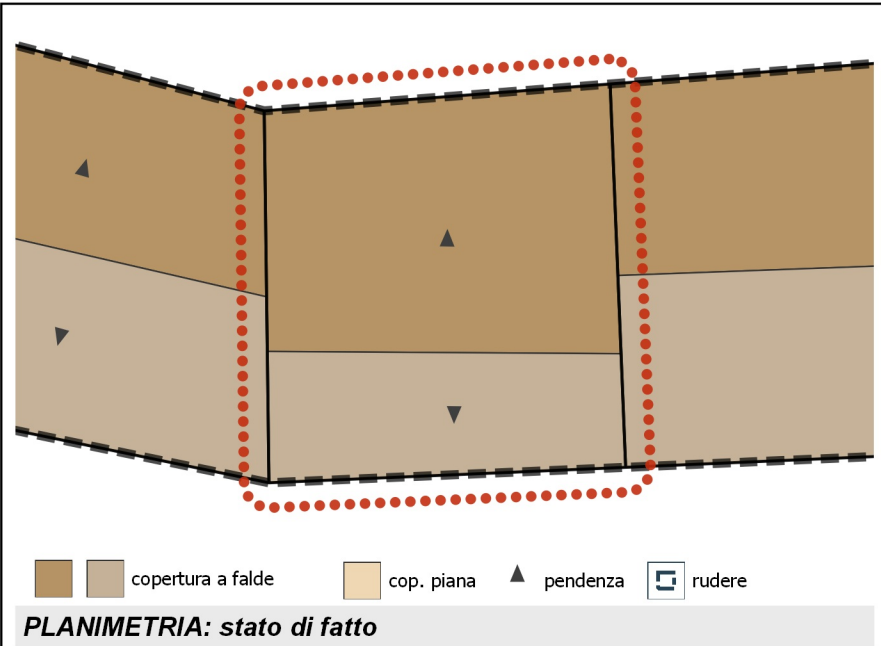 copertura a falde cop. piana pendenza rudere
PLANIMETRIA: stato di fatto